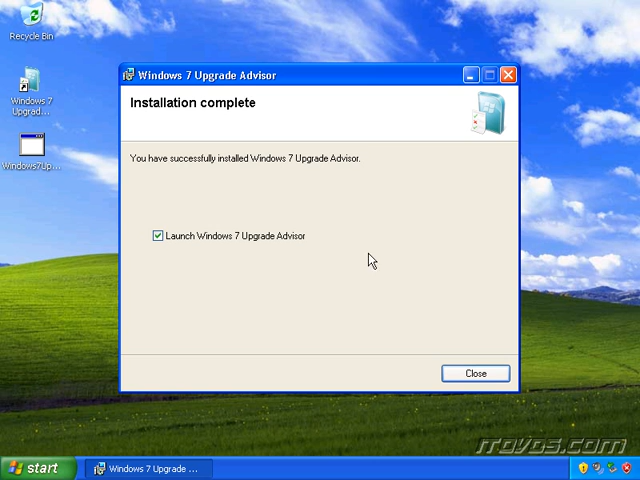 Recycle Bin
Windows 7
Upgrad...
Windows7Up...
Windows 7 Upgrade Advisor
Installation complete
You have successfully installed Windows 7 Upgrade Advisor.
Launch Windows 7 Upgrade Advisor
Close
start
Windows 7 Upgrade ...
ITOYOS.COM